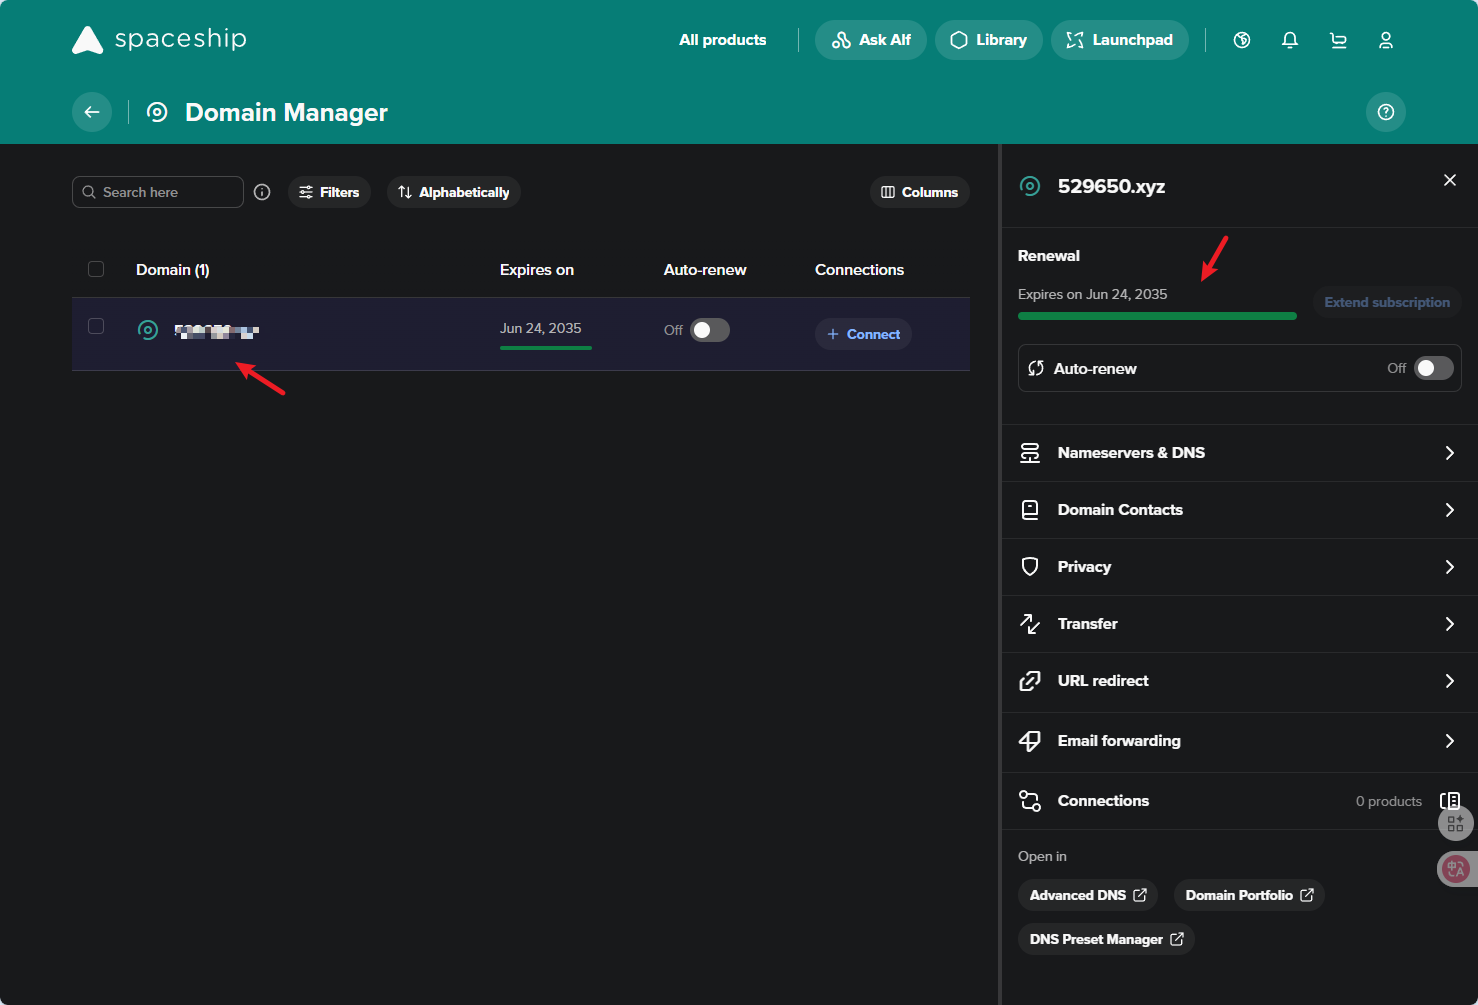 spaceship
All products
Ask Alf
Library
Launchpad
Domain Manager
Search here
Filters
Alphabetically
Columns
Domain (1)
Expires on
Auto-renew
Connections
Jun 24, 2035
Off
+ Connect
529650.xyz
Renewal
Expires on Jun 24, 2035
Extend subscription
Auto-renew
Off
Nameservers & DNS
Domain Contacts
Privacy
Transfer
URL redirect
Email forwarding
Connections
0 products
Open in
Advanced DNS
Domain Portfolio
DNS Preset Manager